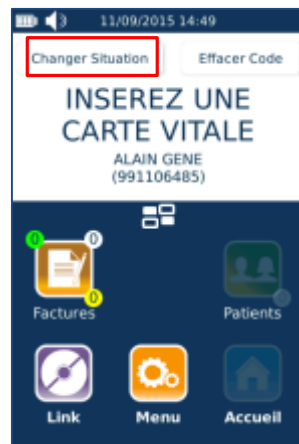 11/09/2015 14:49
Changer Situation Effacer Code
INSEREZ UNE
CARTE VITALE
ALAIN GENE
(991106485)
0 0
0 0
Factures Patients
Link Menu Accueil